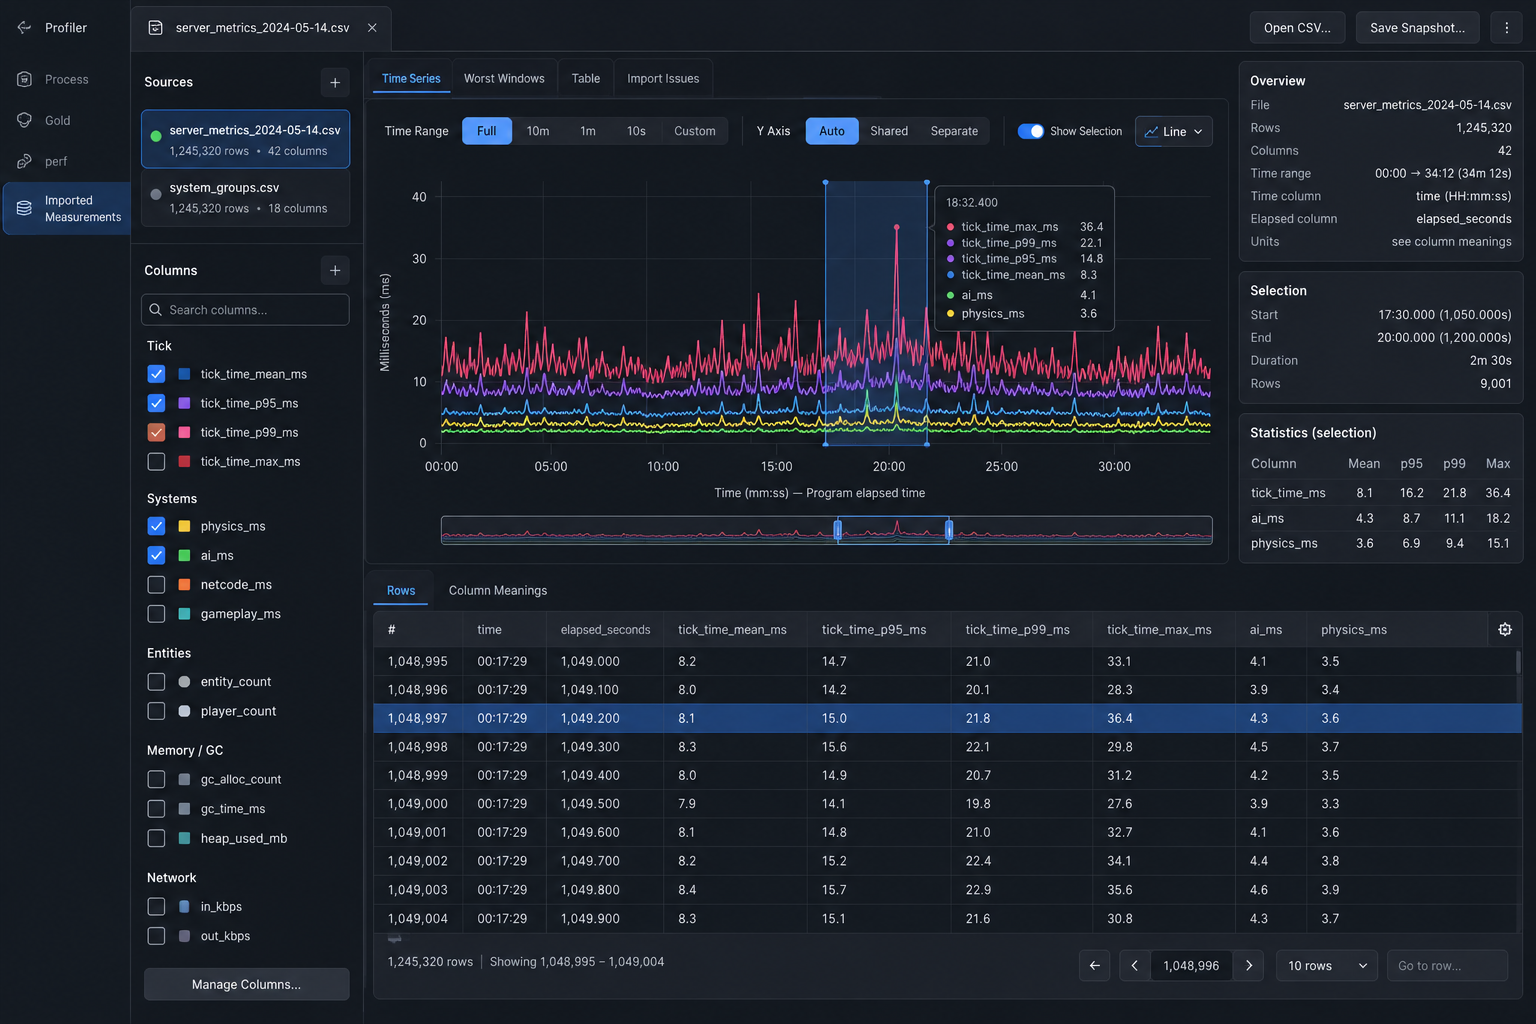 Profiler
server_metrics_2024-05-14.csv
Open CSV...
Save Snapshot...
Process
Gold
perf
Imported
Measurements
Sources
server_metrics_2024-05-14.csv
1,245,320 rows • 42 columns
system_groups.csv
1,245,320 rows • 18 columns
Columns
Search columns...
Tick
tick_time_mean_ms
tick_time_p95_ms
tick_time_p99_ms
tick_time_max_ms
Systems
physics_ms
ai_ms
netcode_ms
gameplay_ms
Entities
entity_count
player_count
Memory / GC
gc_alloc_count
gc_time_ms
heap_used_mb
Network
in_kbps
out_kbps
Manage Columns...
Time Series
Worst Windows
Table
Import Issues
Time Range
Full
10m
1m
10s
Custom
Y Axis
Auto
Shared
Separate
Show Selection
Line
Milliseconds (ms)
40
30
20
10
0
00:00
05:00
10:00
15:00
20:00
25:00
30:00
Time (mm:ss) — Program elapsed time
18:32.400
tick_time_max_ms 36.4
tick_time_p99_ms 22.1
tick_time_p95_ms 14.8
tick_time_mean_ms 8.3
ai_ms 4.1
physics_ms 3.6
Overview
File server_metrics_2024-05-14.csv
Rows 1,245,320
Columns 42
Time range 00:00 → 34:12 (34m 12s)
Time column time (HH:mm:ss)
Elapsed column elapsed_seconds
Units see column meanings
Selection
Start 17:30.000 (1,050.000s)
End 20:00.000 (1,200.000s)
Duration 2m 30s
Rows 9,001
Statistics (selection)
Column Mean p95 p99 Max
tick_time_ms 8.1 16.2 21.8 36.4
ai_ms 4.3 8.7 11.1 18.2
physics_ms 3.6 6.9 9.4 15.1
Rows
Column Meanings
# time elapsed_seconds tick_time_mean_ms tick_time_p95_ms tick_time_p99_ms tick_time_max_ms ai_ms physics_ms
1,048,995 00:17:29 1,049.000 8.2 14.7 21.0 33.1 4.1 3.5
1,048,996 00:17:29 1,049.100 8.0 14.2 20.1 28.3 3.9 3.4
1,048,997 00:17:29 1,049.200 8.1 15.0 21.8 36.4 4.3 3.6
1,048,998 00:17:29 1,049.300 8.3 15.6 22.1 29.8 4.5 3.7
1,048,999 00:17:29 1,049.400 8.0 14.9 20.7 31.2 4.2 3.5
1,049,000 00:17:29 1,049.500 7.9 14.1 19.8 27.6 3.9 3.3
1,049,001 00:17:29 1,049.600 8.1 14.8 21.0 32.7 4.1 3.6
1,049,002 00:17:29 1,049.700 8.2 15.2 22.4 34.1 4.4 3.8
1,049,003 00:17:29 1,049.800 8.4 15.7 22.9 35.6 4.6 3.9
1,049,004 00:17:29 1,049.900 8.3 15.1 21.6 30.8 4.3 3.7
1,245,320 rows | Showing 1,048,995 – 1,049,004
1,048,996
10 rows
Go to row...